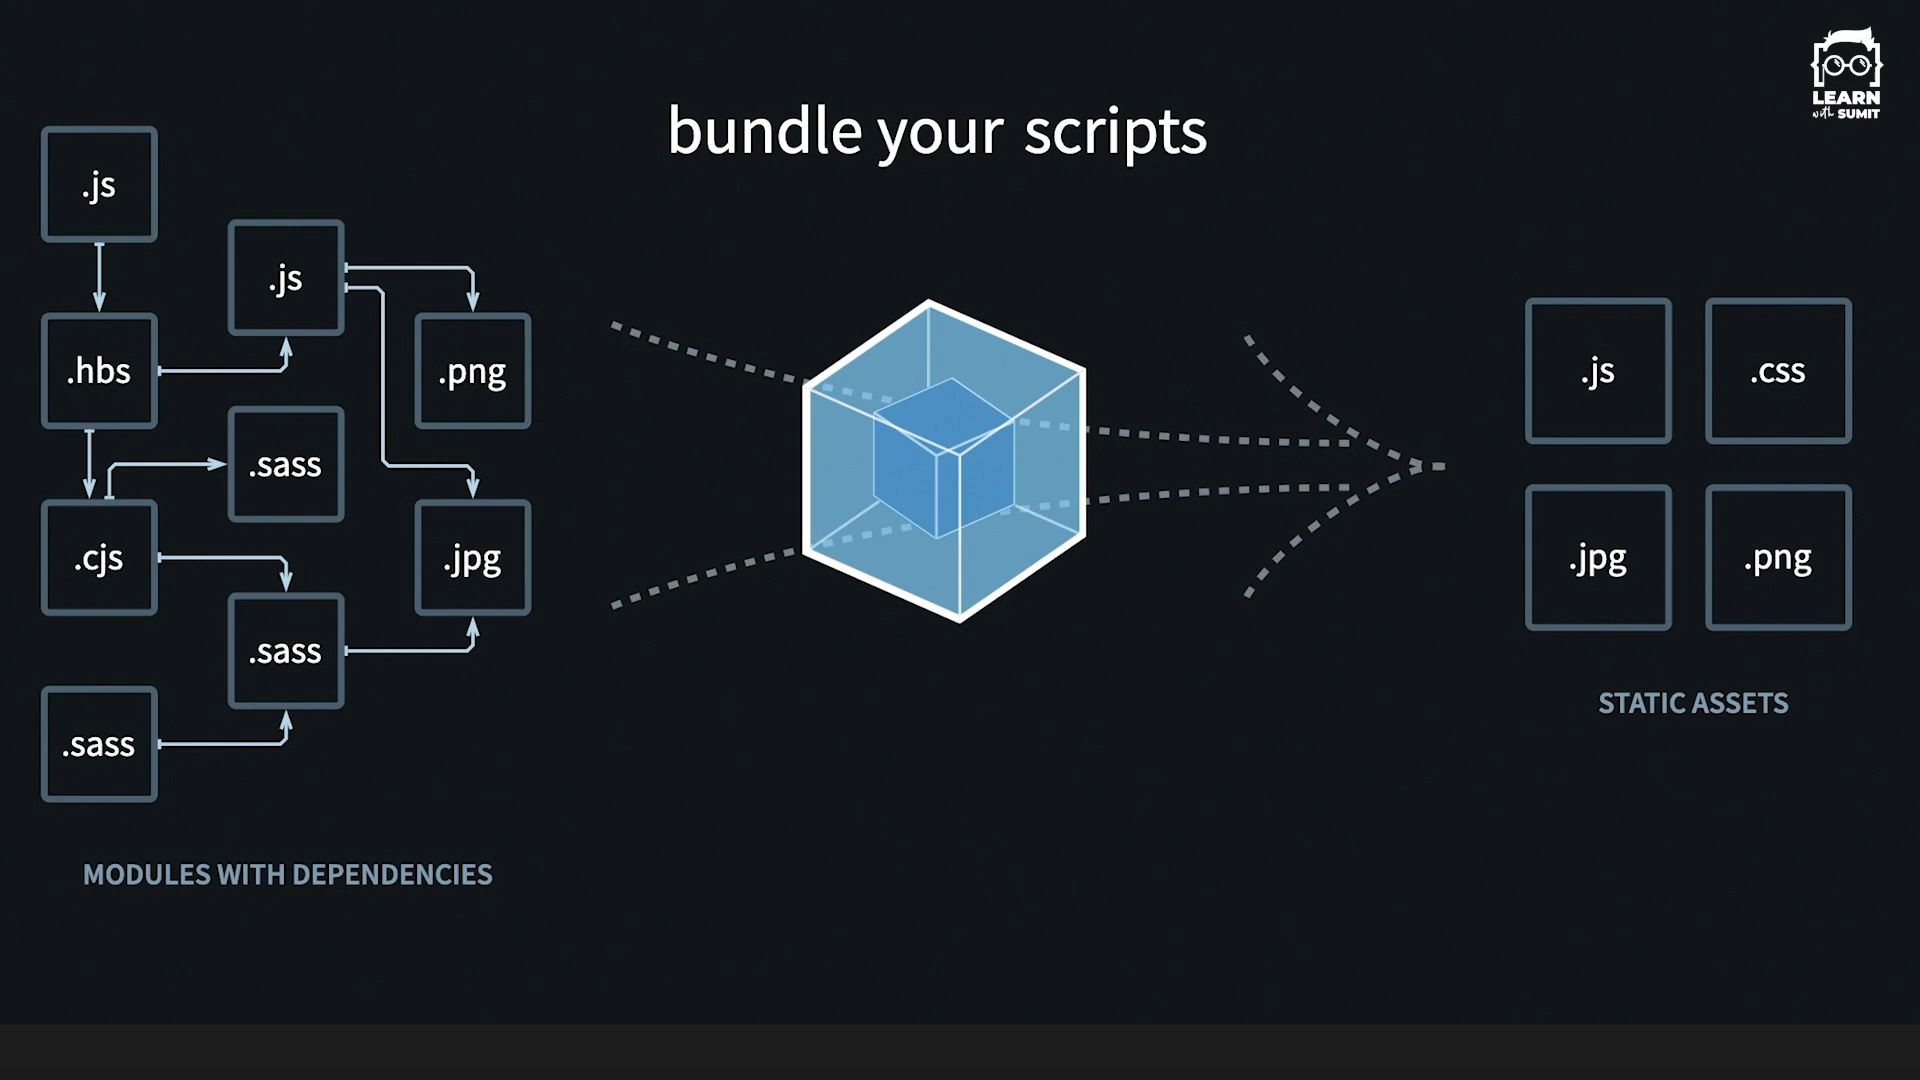 LEARN
with SUMIT
bundle your scripts
.js
.js
.hbs
.png
.sass
.cjs
.jpg
.sass
.sass
MODULES WITH DEPENDENCIES
.js
.css
.jpg
.png
STATIC ASSETS